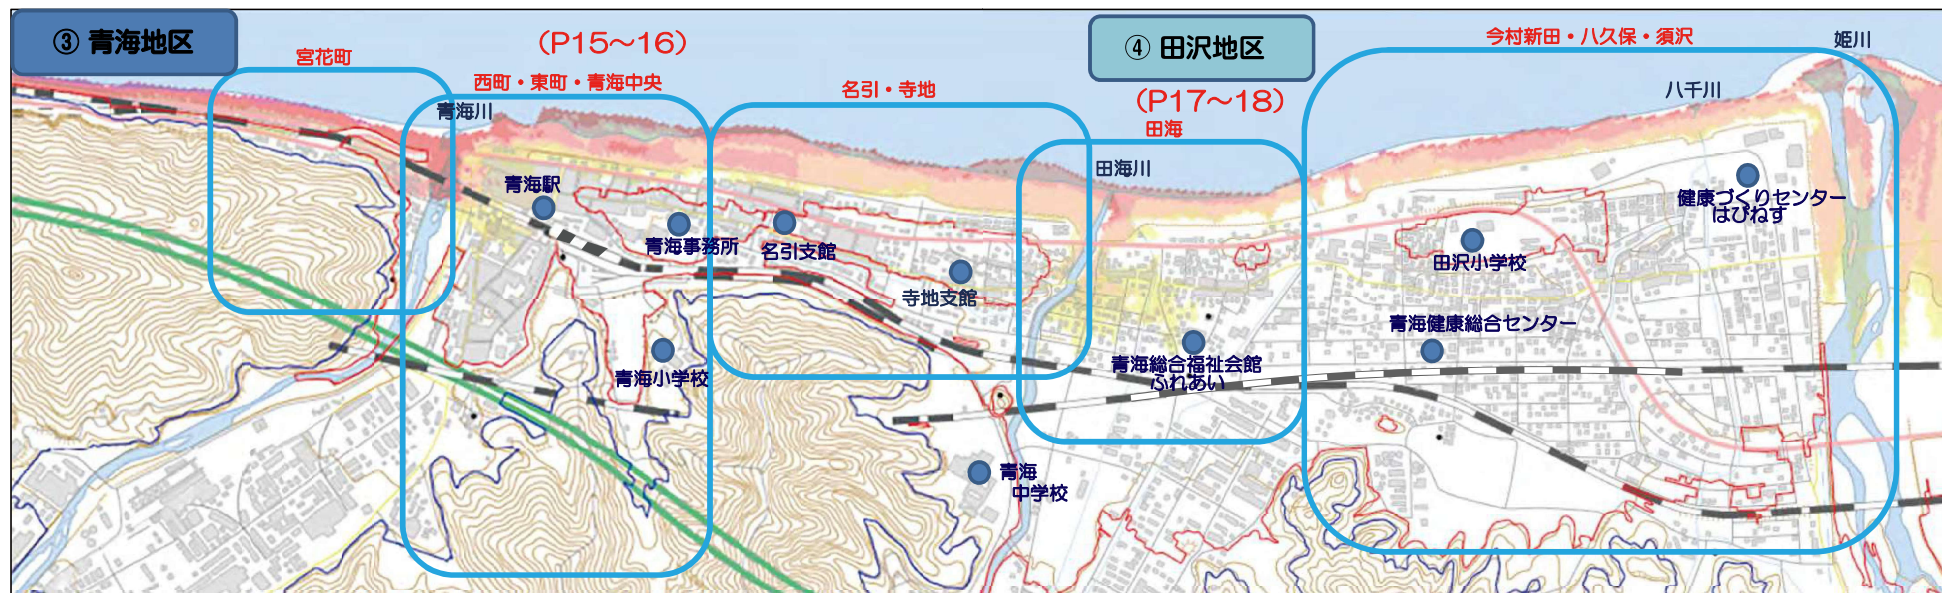 ③ 青海地区
宮花町
(P15～16)
西町・東町・青海中央
青海川
名引・寺地
④ 田沢地区
(P17～18)
田海
田海川
今村新田・八久保・須沢
姫川
八千川
青海駅
青海事務所
名引支館
寺地支館
青海小学校
青海
中学校
青海総合福祉会館
ふれあい
田沢小学校
青海健康総合センター
健康づくりセンター
はぴねす